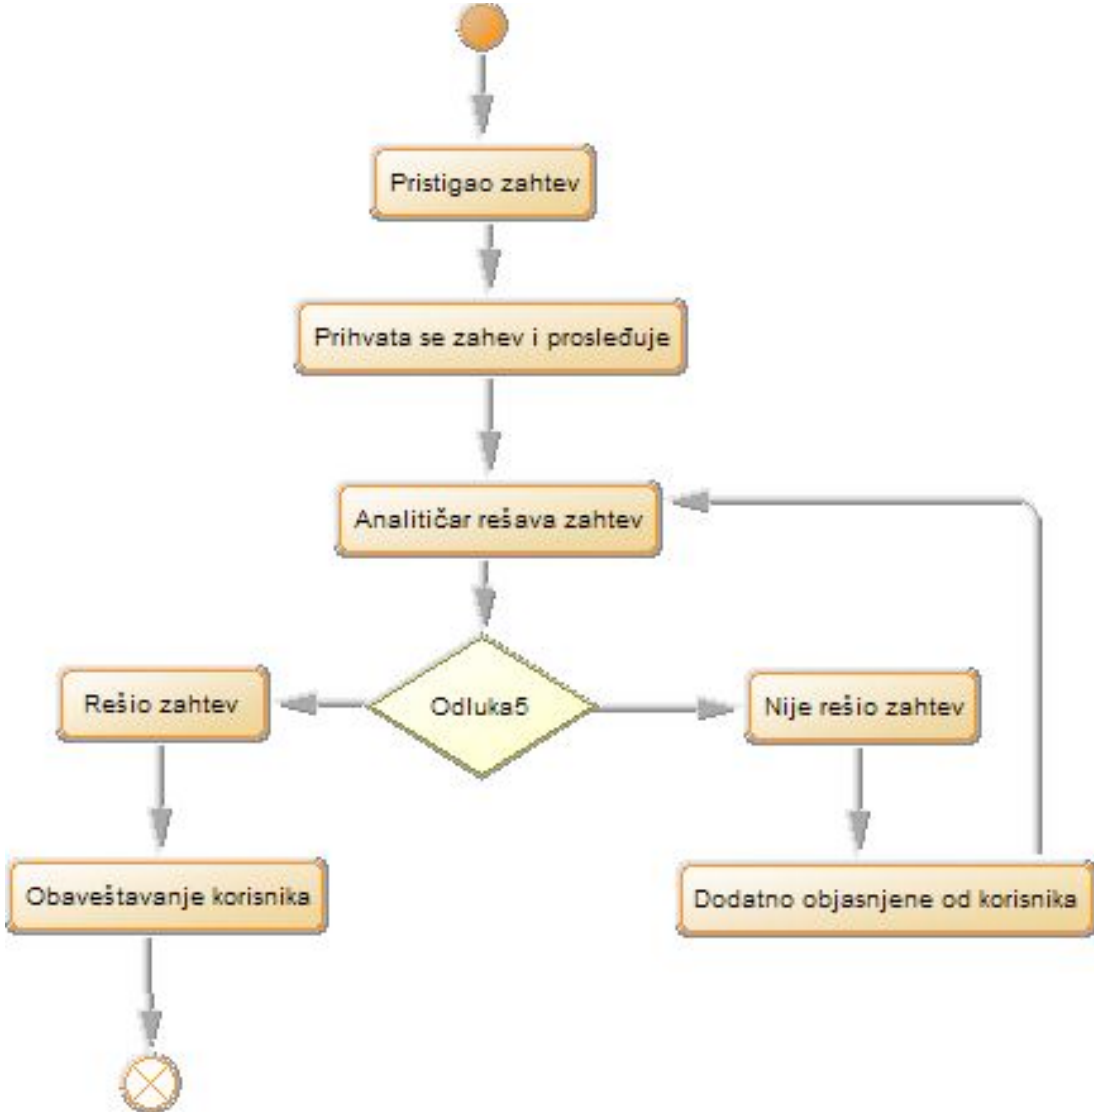 Pristigao zahtev
Prihvata se zahev i prosleđuje
Analitičar rešava zahtev
Odluka5
Rešio zahtev
Nije rešio zahtev
Obaveštavanje korisnika
Dodatno objasnjene od korisnika